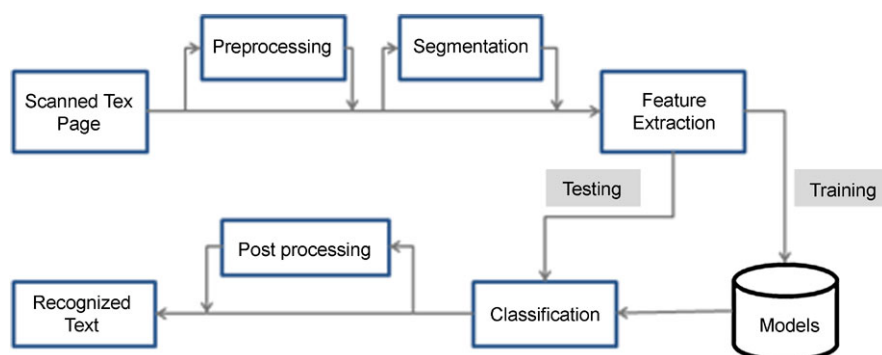 Preprocessing
Segmentation
Scanned Tex
Page
Feature
Extraction
Testing
Training
Post processing
Recognized
Text
Classification
Models